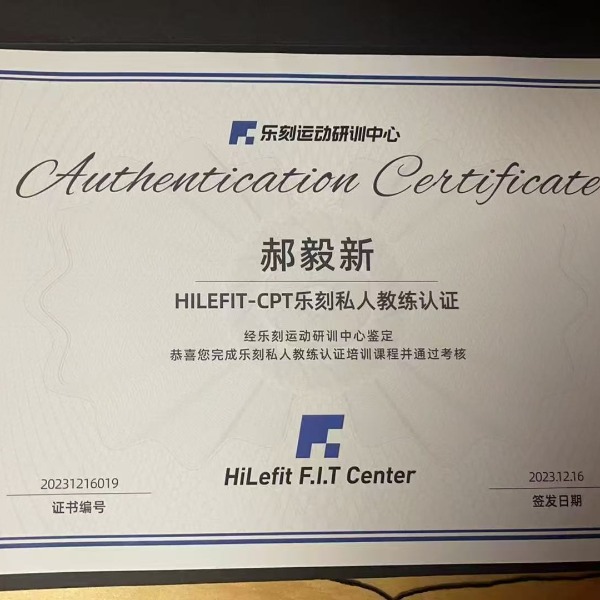 乐刻运动研训中心
Authentication Certificate
郝毅新
HILEFIT-CPT乐刻私人教练认证
经乐刻运动研训中心鉴定
恭喜您完成乐刻私人教练认证培训课程并通过考核
HiLefit F.I.T Center
20231216019
证书编号
2023.12.16
签发日期